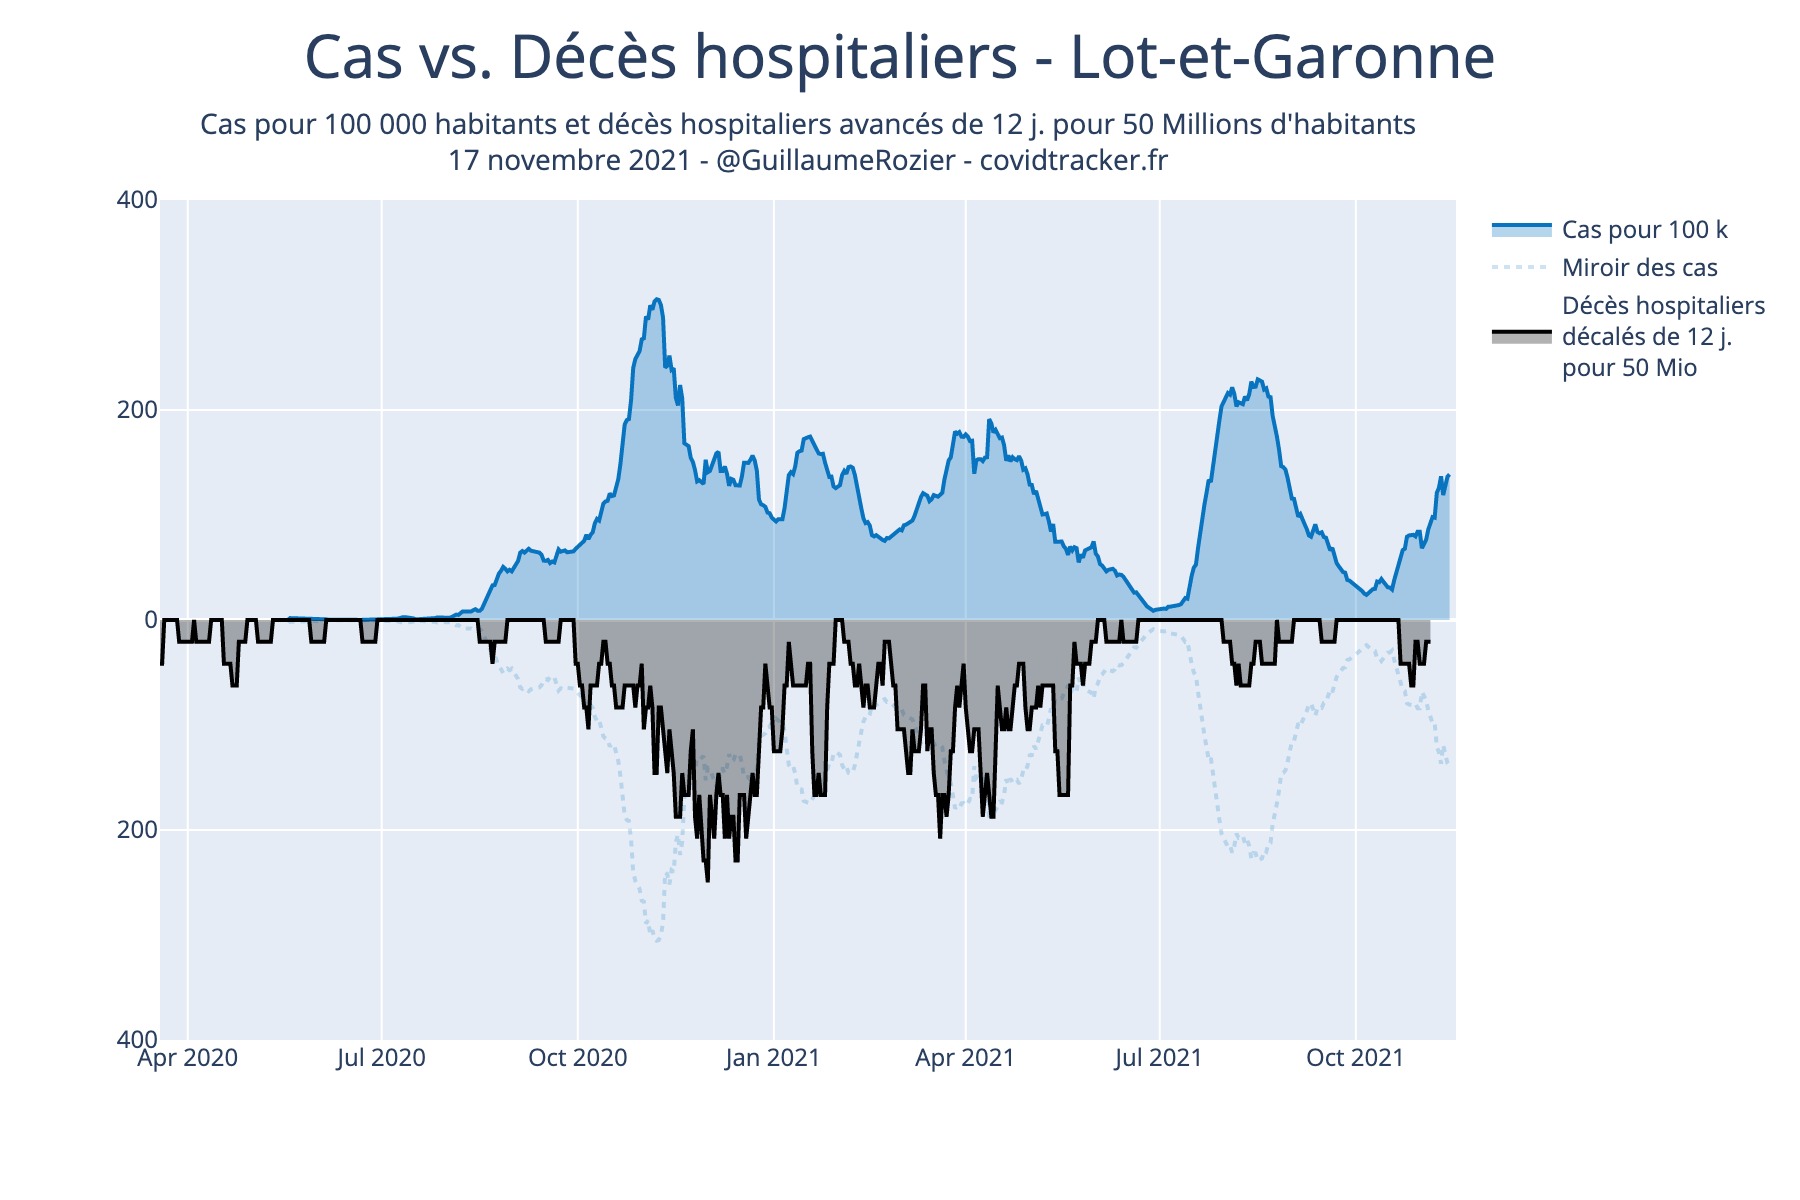 Cas vs. Décès hospitaliers - Lot-et-Garonne
Cas pour 100 000 habitants et décès hospitaliers avancés de 12 j. pour 50 Millions d'habitants
17 novembre 2021 - @GuillaumeRozier - covidtracker.fr
400
200
0
200
400
Apr 2020
Jul 2020
Oct 2020
Jan 2021
Apr 2021
Jul 2021
Oct 2021
Cas pour 100 k
Miroir des cas
Décès hospitaliers
décalés de 12 j.
pour 50 Mio